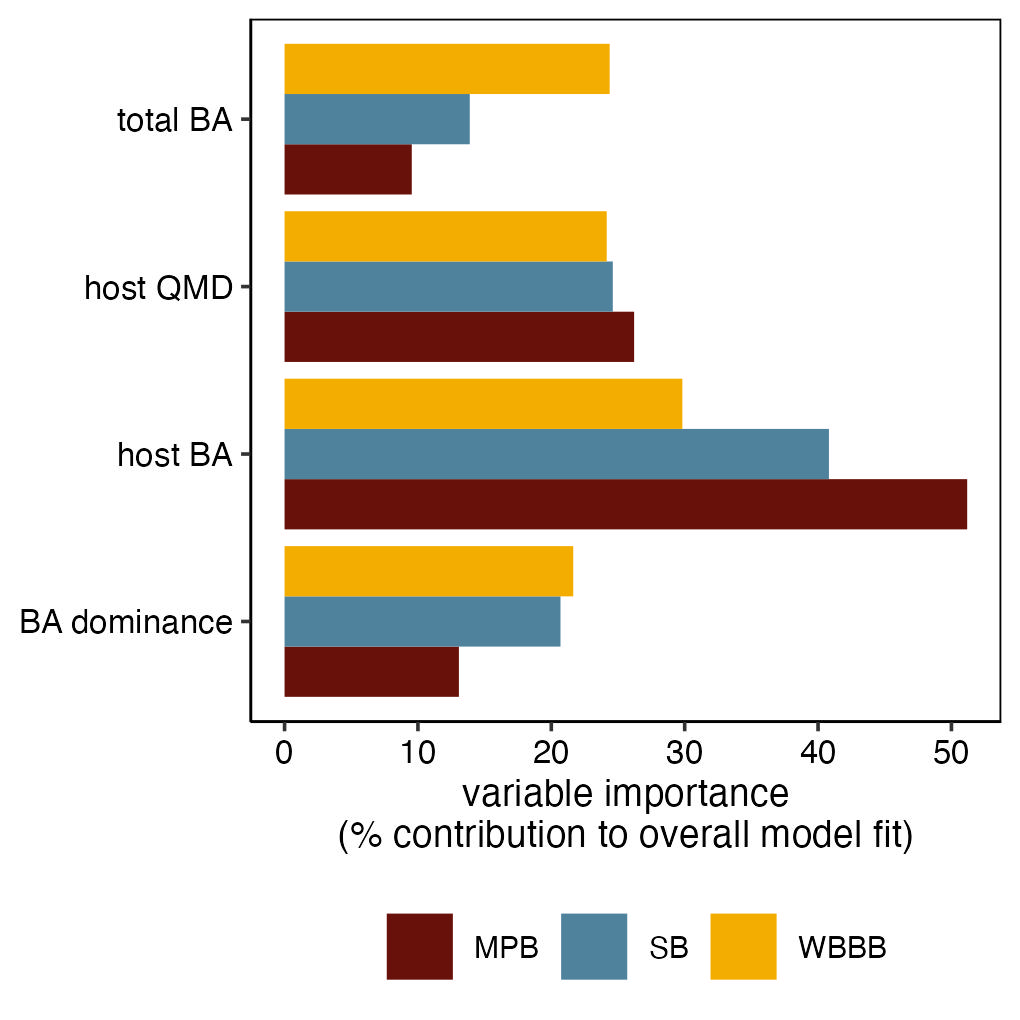 total BA
host QMD
host BA
BA dominance
0 10 20 30 40 50
variable importance
(% contribution to overall model fit)
MPB SB WBBB